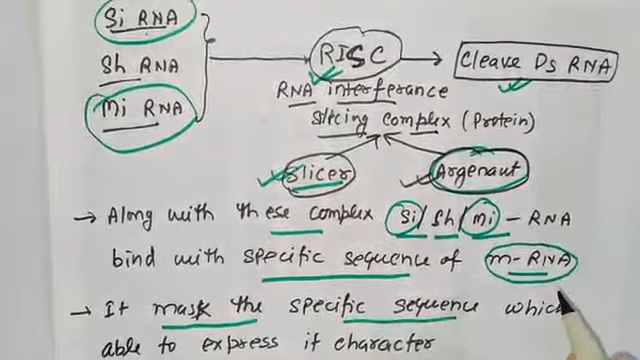 Si RNA
Sh RNA
Mi RNA
RISC
Cleave Ds RNA
RNA interferance
slicing complex (Protein)
Slicer
Argenaut
→ Along with these complex Si/Sh/Mi-RNA
bind with specific sequence of m-RNA
→ It mask the specific sequence which
able to express it character